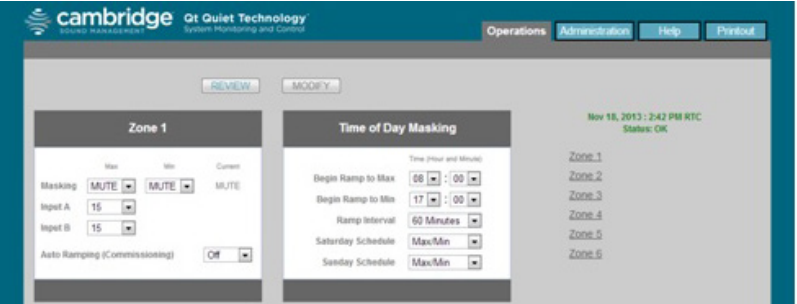 cambridge
SOUND MANAGEMENT
Qt Quiet Technology
System Monitoring and Control
Operations Administration Help Printout
REVIEW MODIFY
Nov 18, 2013 : 2:42 PM RTC
Status: OK
Zone 1
Max Min Current
Masking MUTE MUTE MUTE
Input A 15
Input B 15
Auto Ramping (Commissioning) Off
Time of Day Masking
Time (Hour and Minute)
Begin Ramp to Max 08 : 00
Begin Ramp to Min 17 : 00
Ramp Interval 60 Minutes
Saturday Schedule Max/Min
Sunday Schedule Max/Min
Zone 1
Zone 2
Zone 3
Zone 4
Zone 5
Zone 6